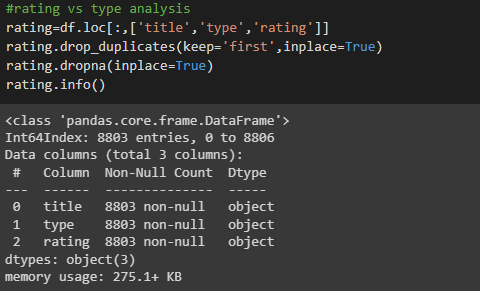 #rating vs type analysis
rating=df.loc[:,['title','type','rating']]
rating.drop_duplicates(keep='first',inplace=True)
rating.dropna(inplace=True)
rating.info()
<class 'pandas.core.frame.DataFrame'>
Int64Index: 8803 entries, 0 to 8806
Data columns (total 3 columns):
 #   Column  Non-Null Count  Dtype
---  ------  --------------  -----
 0   title   8803 non-null   object
 1   type    8803 non-null   object
 2   rating  8803 non-null   object
dtypes: object(3)
memory usage: 275.1+ KB